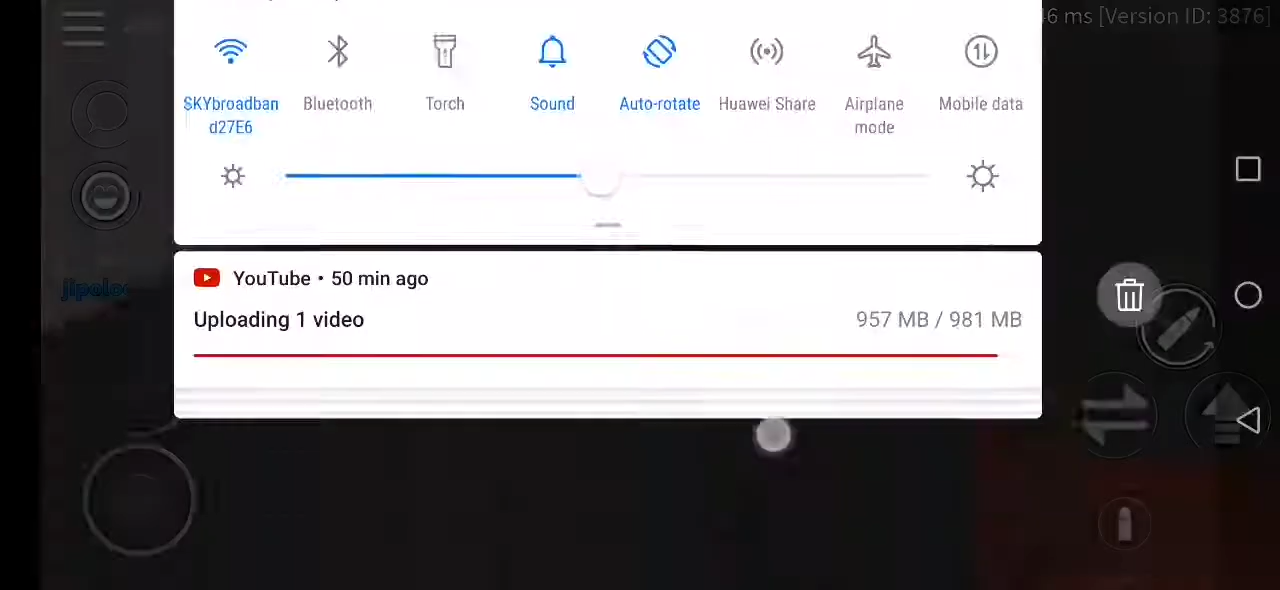 46 ms [Version ID: 3876]
SKYbroadban
d27E6
Bluetooth
Torch
Sound
Auto-rotate
Huawei Share
Airplane
mode
Mobile data
YouTube • 50 min ago
Uploading 1 video
957 MB / 981 MB